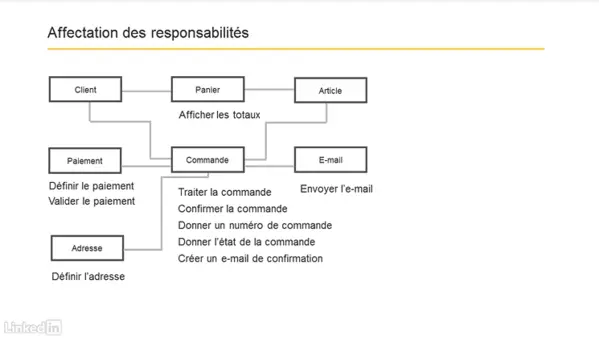 Affectation des responsabilités
Client
Panier
Article
Afficher les totaux
Paiement
Commande
E-mail
Définir le paiement
Valider le paiement
Traiter la commande
Confirmer la commande
Donner un numéro de commande
Donner l'état de la commande
Créer un e-mail de confirmation
Envoyer l'e-mail
Adresse
Définir l'adresse
Linked in